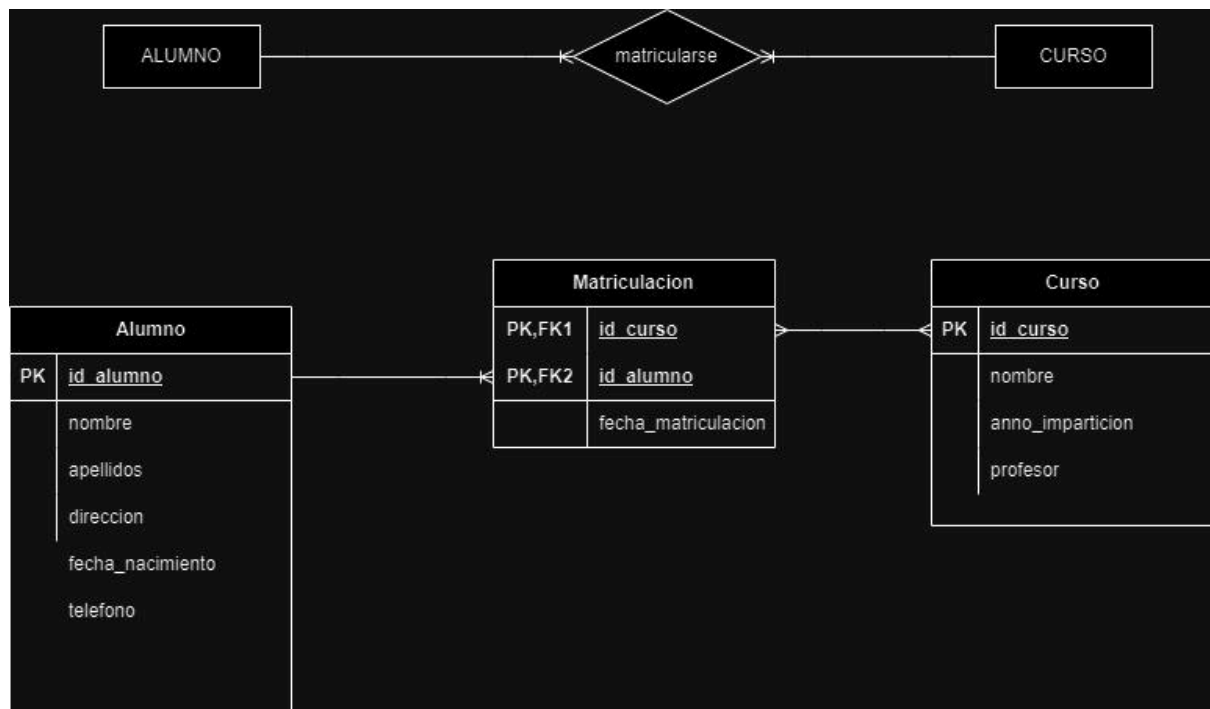 ALUMNO
matricularse
CURSO
Alumno
PK id_alumno
nombre
apellidos
direccion
fecha_nacimiento
telefono
Matriculacion
PK,FK1 id_curso
PK,FK2 id_alumno
fecha_matriculacion
Curso
PK id_curso
nombre
anno_imparticion
profesor